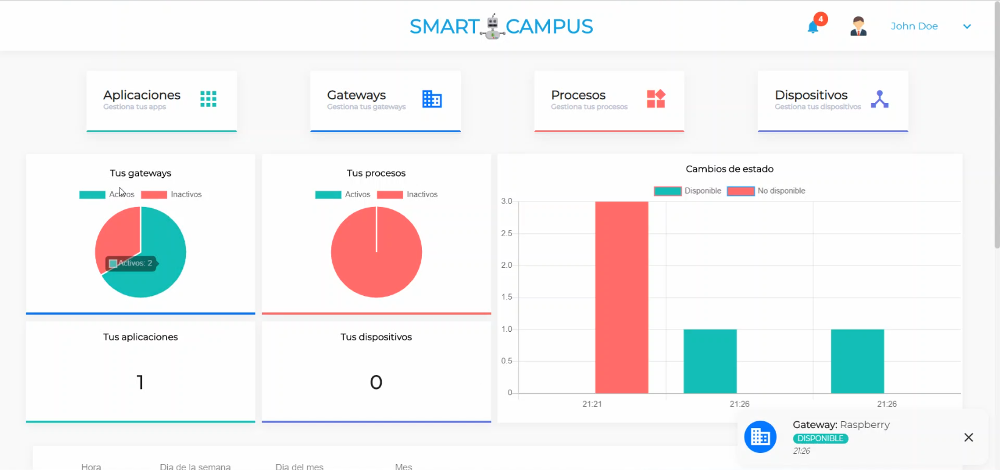 SMART CAMPUS
4
John Doe
Aplicaciones
Gestiona tus apps
Gateways
Gestiona tus gateways
Procesos
Gestiona tus procesos
Dispositivos
Gestiona tus dispositivos
Tus gateways
Activos Inactivos
Activos: 2
Tus procesos
Activos Inactivos
Cambios de estado
Disponible No disponible
3.0
2.5
2.0
1.5
1.0
0.5
0
21:21 21:26 21:26
Tus aplicaciones
1
Tus dispositivos
0
Gateway: Raspberry
DISPONIBLE
21:26
Hora Dia de la semana Dia del mes Mes